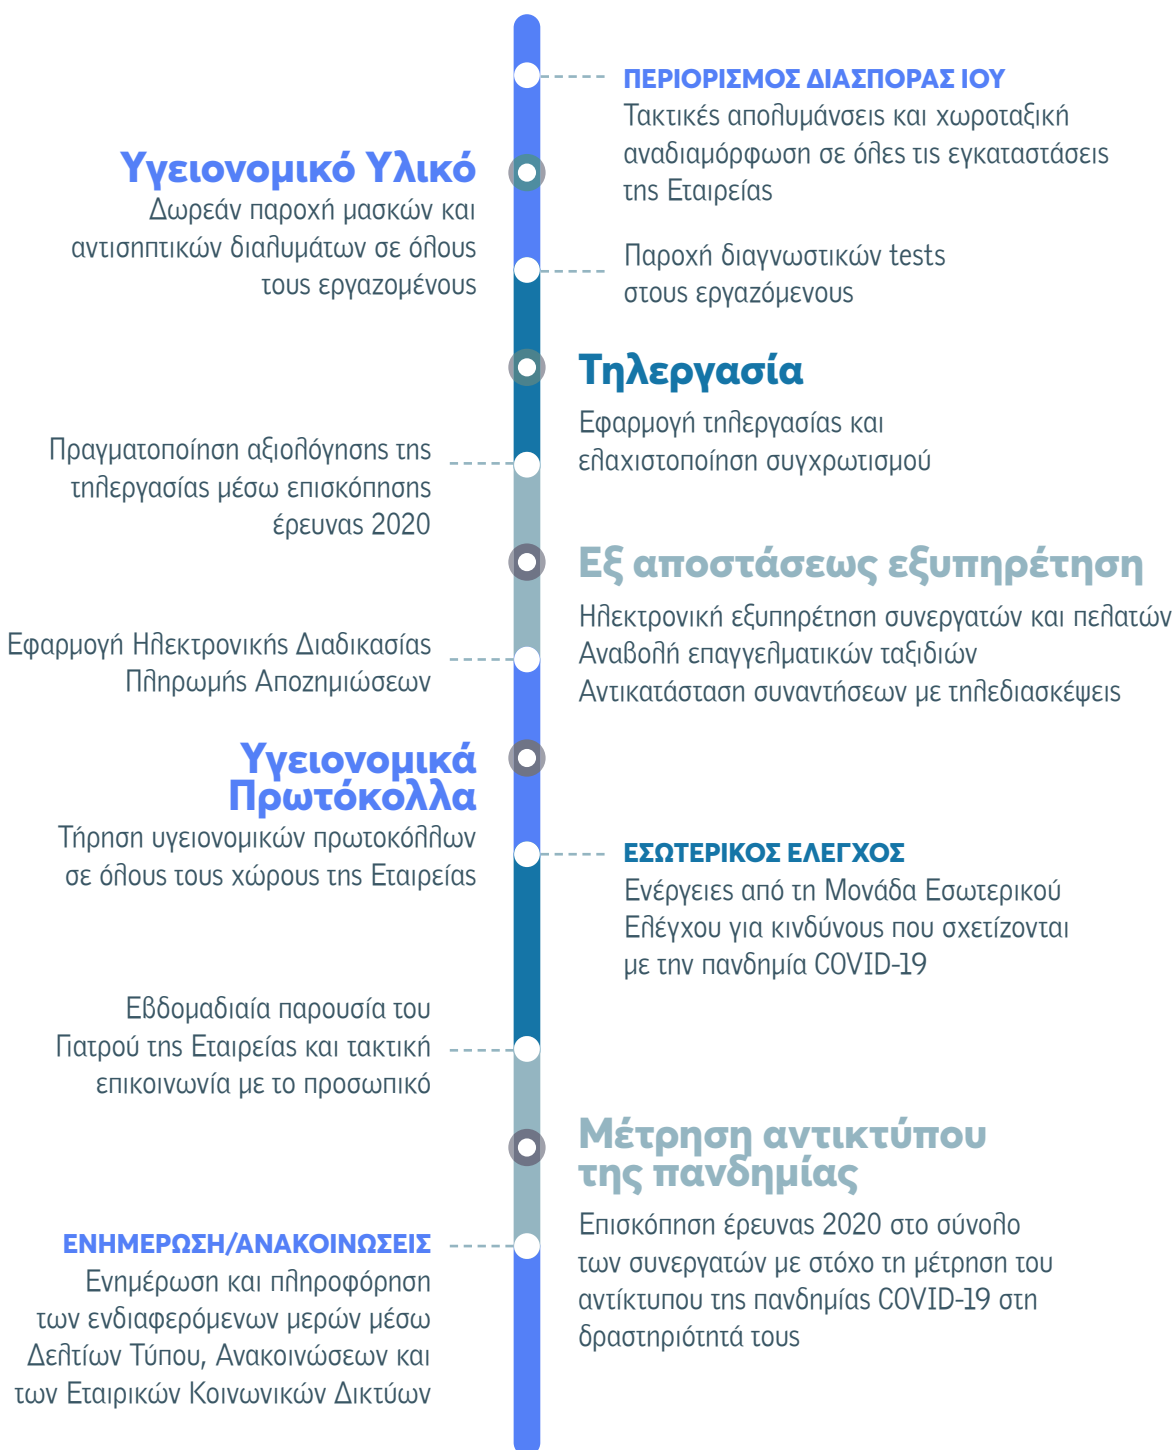 ΠΕΡΙΟΡΙΣΜΟΣ ΔΙΑΣΠΟΡΑΣ ΙΟΥ
Τακτικές απολυμάνσεις και χωροταξική
αναδιαμόρφωση σε όλες τις εγκαταστάσεις
της Εταιρείας
Υγειονομικό Υλικό
Δωρεάν παροχή μασκών και
αντισηπτικών διαλυμάτων σε όλους
τους εργαζομένους
Παροχή διαγνωστικών tests
στους εργαζόμενους
Τηλεργασία
Εφαρμογή τηλεργασίας και
ελαχιστοποίηση συγχρωτισμού
Πραγματοποίηση αξιολόγησης της
τηλεργασίας μέσω επισκόπησης
έρευνας 2020
Εξ αποστάσεως εξυπηρέτηση
Ηλεκτρονική εξυπηρέτηση συνεργατών και πελατών
Αναβολή επαγγελματικών ταξιδιών
Αντικατάσταση συναντήσεων με τηλεδιασκέψεις
Εφαρμογή Ηλεκτρονικής Διαδικασίας
Πληρωμής Αποζημιώσεων
Υγειονομικά
Πρωτόκολλα
Τήρηση υγειονομικών πρωτοκόλλων
σε όλους τους χώρους της Εταιρείας
ΕΣΩΤΕΡΙΚΟΣ ΕΛΕΓΧΟΣ
Ενέργειες από τη Μονάδα Εσωτερικού
Ελέγχου για κινδύνους που σχετίζονται
με την πανδημία COVID-19
Εβδομαδιαία παρουσία του
Γιατρού της Εταιρείας και τακτική
επικοινωνία με το προσωπικό
Μέτρηση αντικτύπου
της πανδημίας
Επισκόπηση έρευνας 2020 στο σύνολο
των συνεργατών με στόχο τη μέτρηση του
αντίκτυπου της πανδημίας COVID-19 στη
δραστηριότητά τους
ΕΝΗΜΕΡΩΣΗ/ΑΝΑΚΟΙΝΩΣΕΙΣ
Ενημέρωση και πληροφόρηση
των ενδιαφερόμενων μερών μέσω
Δελτίων Τύπου, Ανακοινώσεων και
των Εταιρικών Κοινωνικών Δικτύων